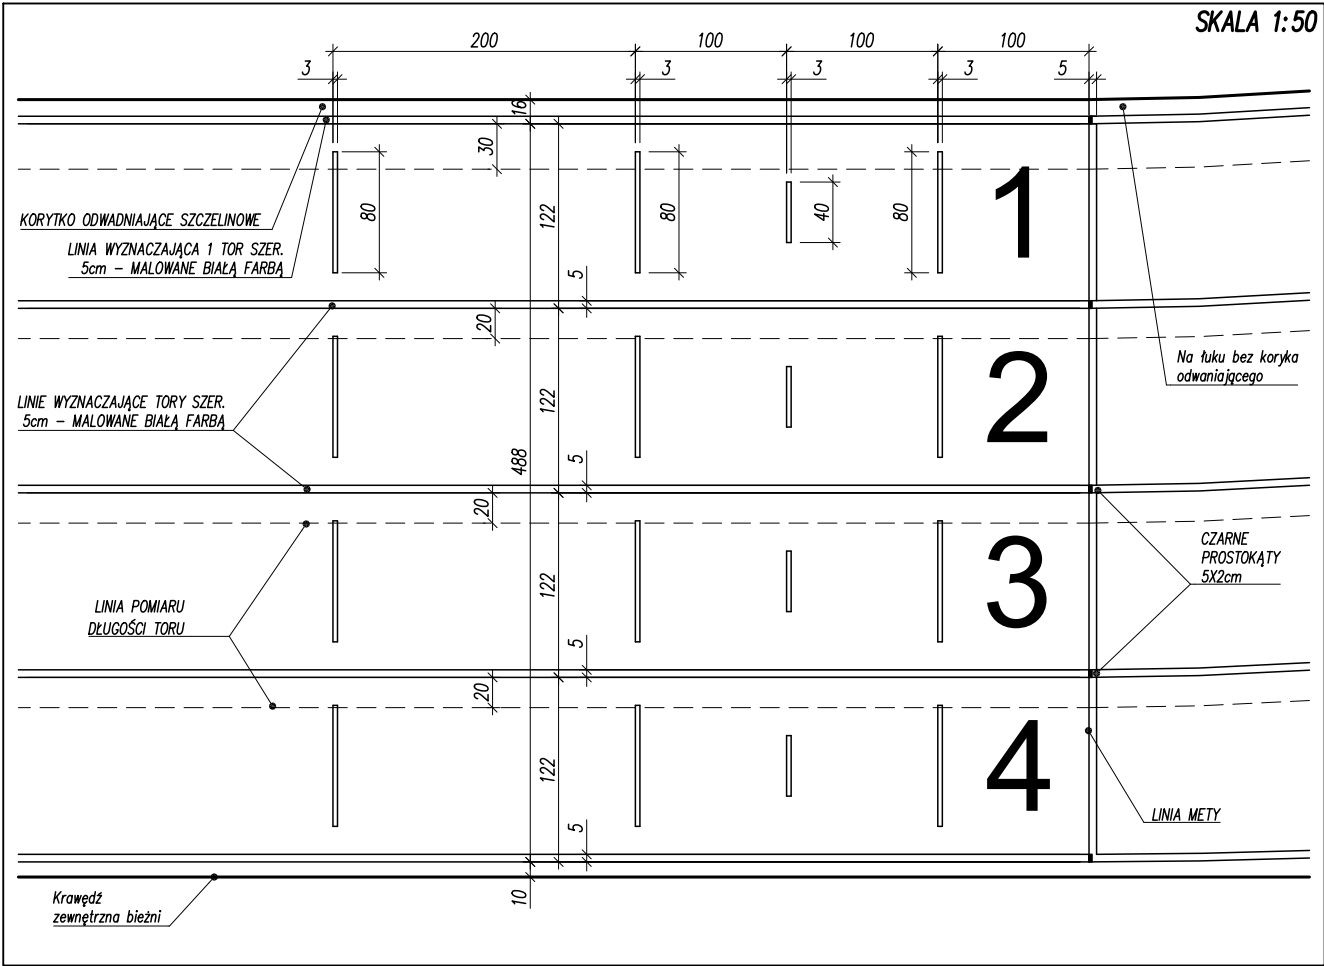 SKALA 1:50
200
100
100
100
3
3
3
3
5
16
30
80
122
80
40
80
1
KORYTKO ODWADNIAJĄCE SZCZELINOWE
LINIA WYZNACZAJĄCA 1 TOR SZER.
5cm – MALOWANE BIAŁĄ FARBĄ
5
20
Na łuku bez koryka
odwaniającego
122
2
LINIE WYZNACZAJĄCE TORY SZER.
5cm – MALOWANE BIAŁĄ FARBĄ
488
5
20
122
3
CZARNE
PROSTOKĄTY
5X2cm
LINIA POMIARU
DŁUGOŚCI TORU
5
20
122
4
LINIA METY
5
10
Krawędź
zewnętrzna bieżni